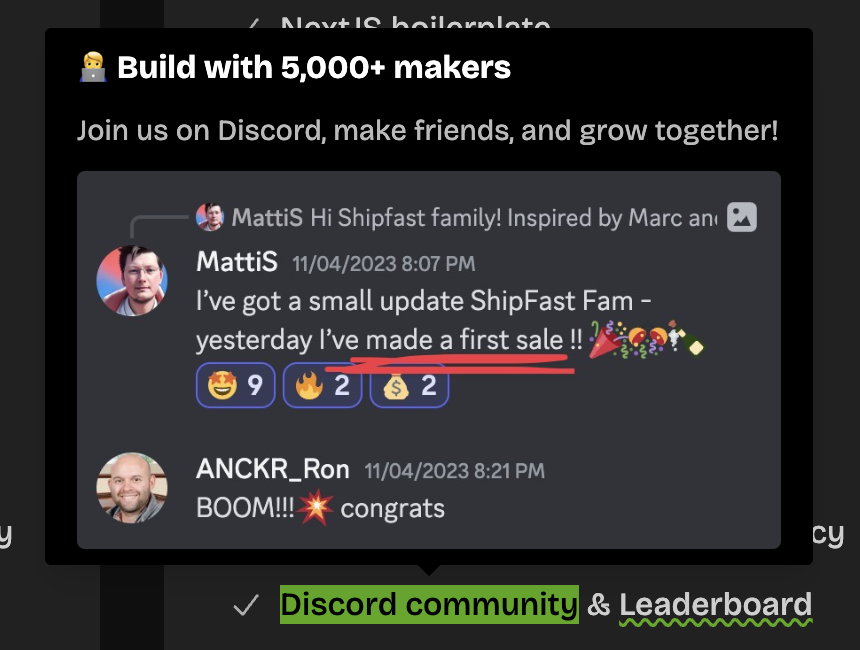 NextJS boilerplate
🧑‍💻 Build with 5,000+ makers
Join us on Discord, make friends, and grow together!
MattiS Hi Shipfast family! Inspired by Marc and
MattiS 11/04/2023 8:07 PM
I've got a small update ShipFast Fam -
yesterday I've made a first sale !!
9 2 2
ANCKR_Ron 11/04/2023 8:21 PM
BOOM!!!💥 congrats
Discord community & Leaderboard